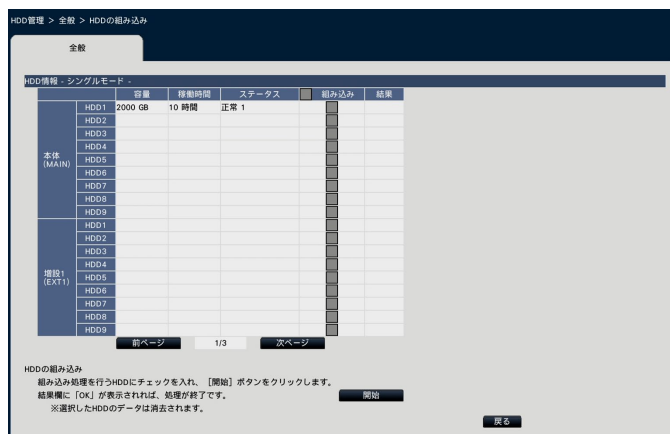 HDD管理 > 全般 > HDDの組み込み
全般
HDD情報 - シングルモード -
容量 稼働時間 ステータス 組み込み 結果
本体
(MAIN)
HDD1 2000 GB 10 時間 正常 1
HDD2
HDD3
HDD4
HDD5
HDD6
HDD7
HDD8
HDD9
増設1
(EXT1)
HDD1
HDD2
HDD3
HDD4
HDD5
HDD6
HDD7
HDD8
HDD9
前ページ 1/3 次ページ
HDDの組み込み
組み込み処理を行うHDDにチェックを入れ、[開始] ボタンをクリックします。
結果欄に「OK」が表示されれば、処理が終了です。 開始
※選択したHDDのデータは消去されます。
戻る